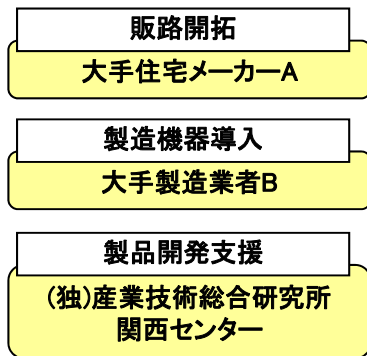 販路開拓
大手住宅メーカーA
製造機器導入
大手製造業者B
製品開発支援
(独)産業技術総合研究所
関西センター